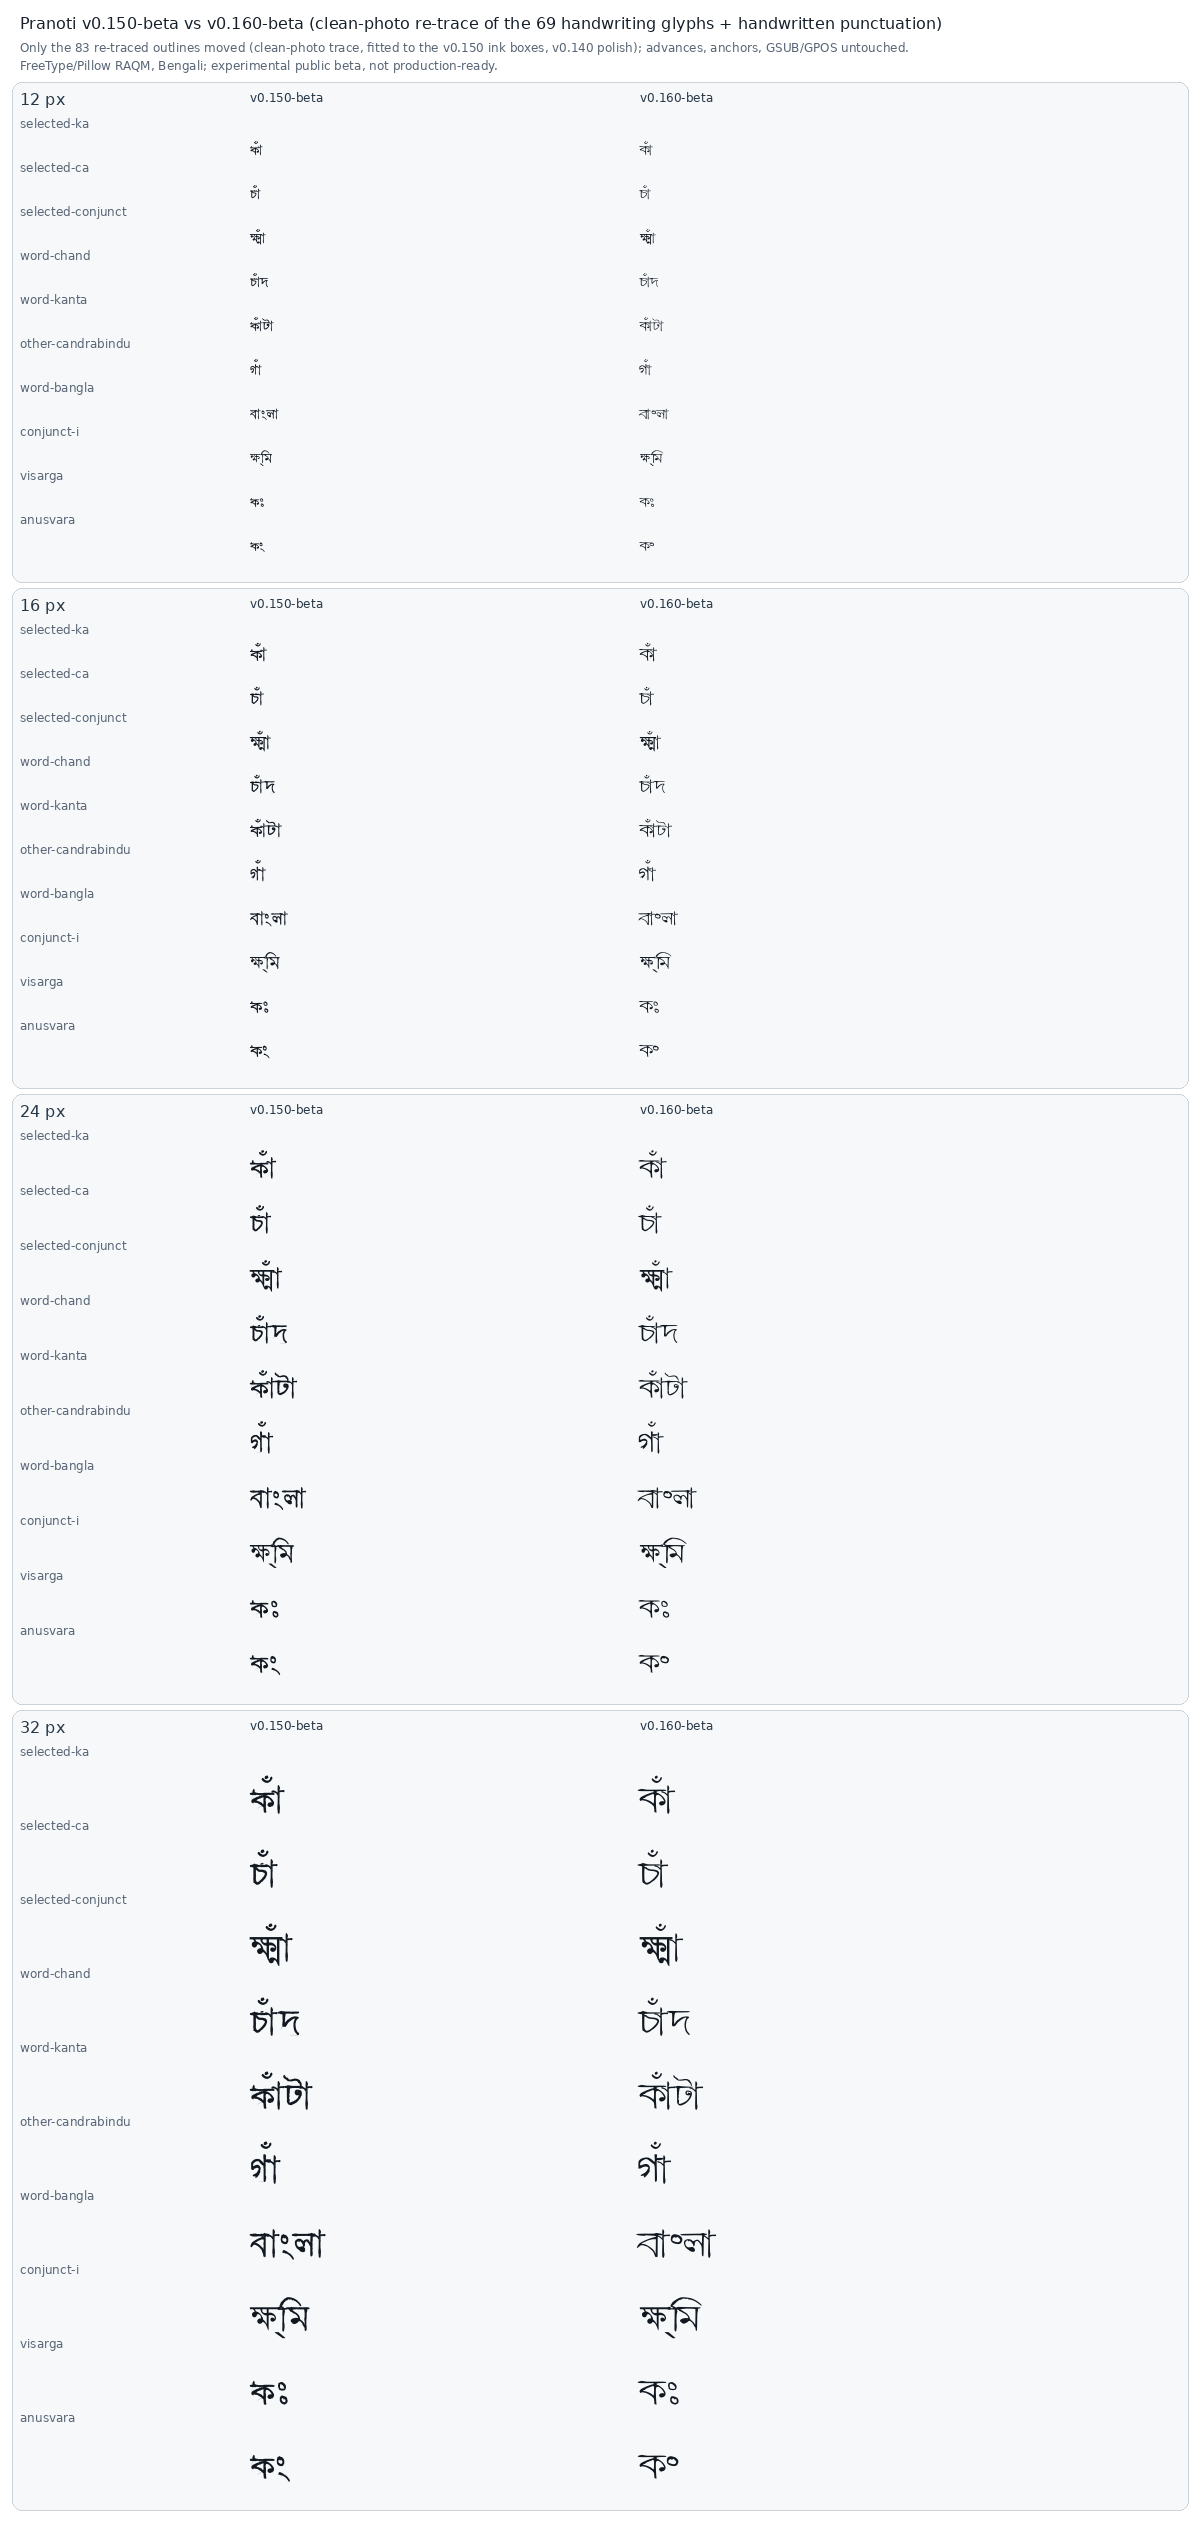 Pranoti v0.150-beta vs v0.160-beta (clean-photo re-trace of the 69 handwriting glyphs + handwritten punctuation)
Only the 83 re-traced outlines moved (clean-photo trace, fitted to the v0.150 ink boxes, v0.140 polish); advances, anchors, GSUB/GPOS untouched.
FreeType/Pillow RAQM, Bengali; experimental public beta, not production-ready.
12 px v0.150-beta v0.160-beta
selected-ka
কাঁ কাঁ
selected-ca
চাঁ চাঁ
selected-conjunct
ক্ষ্মাঁ ক্ষ্মাঁ
word-chand
চাঁদ চাঁদ
word-kanta
কাঁটা কাঁটা
other-candrabindu
গাঁ গাঁ
word-bangla
বাংলা বাংলা
conjunct-i
ক্ষ্‌মি ক্ষ্‌মি
visarga
কঃ কঃ
anusvara
কং কং
16 px v0.150-beta v0.160-beta
selected-ka
কাঁ কাঁ
selected-ca
চাঁ চাঁ
selected-conjunct
ক্ষ্মাঁ ক্ষ্মাঁ
word-chand
চাঁদ চাঁদ
word-kanta
কাঁটা কাঁটা
other-candrabindu
গাঁ গাঁ
word-bangla
বাংলা বাংলা
conjunct-i
ক্ষ্‌মি ক্ষ্‌মি
visarga
কঃ কঃ
anusvara
কং কং
24 px v0.150-beta v0.160-beta
selected-ka
কাঁ কাঁ
selected-ca
চাঁ চাঁ
selected-conjunct
ক্ষ্মাঁ ক্ষ্মাঁ
word-chand
চাঁদ চাঁদ
word-kanta
কাঁটা কাঁটা
other-candrabindu
গাঁ গাঁ
word-bangla
বাংলা বাংলা
conjunct-i
ক্ষ্‌মি ক্ষ্‌মি
visarga
কঃ কঃ
anusvara
কং কং
32 px v0.150-beta v0.160-beta
selected-ka
কাঁ কাঁ
selected-ca
চাঁ চাঁ
selected-conjunct
ক্ষ্মাঁ ক্ষ্মাঁ
word-chand
চাঁদ চাঁদ
word-kanta
কাঁটা কাঁটা
other-candrabindu
গাঁ গাঁ
word-bangla
বাংলা বাংলা
conjunct-i
ক্ষ্‌মি ক্ষ্‌মি
visarga
কঃ কঃ
anusvara
কং কং